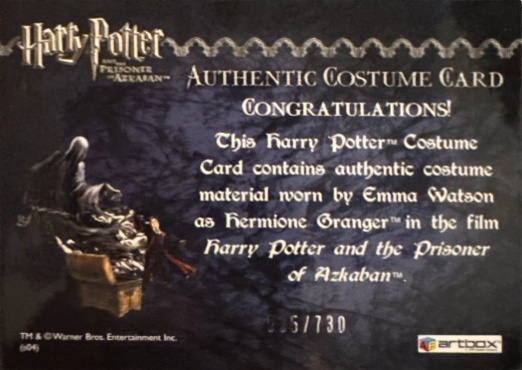 Harry Potter
AND THE
PRISONER
OF AZKABAN™
AUTHENTIC COSTUME CARD
CONGRATULATIONS!
This Harry Potter™ Costume
Card contains authentic costume
material worn by Emma Watson
as Hermione Granger™ in the film
Harry Potter and the Prisoner
of Azkaban™.
/730
TM & © Warner Bros. Entertainment Inc.
(s04)
artbox